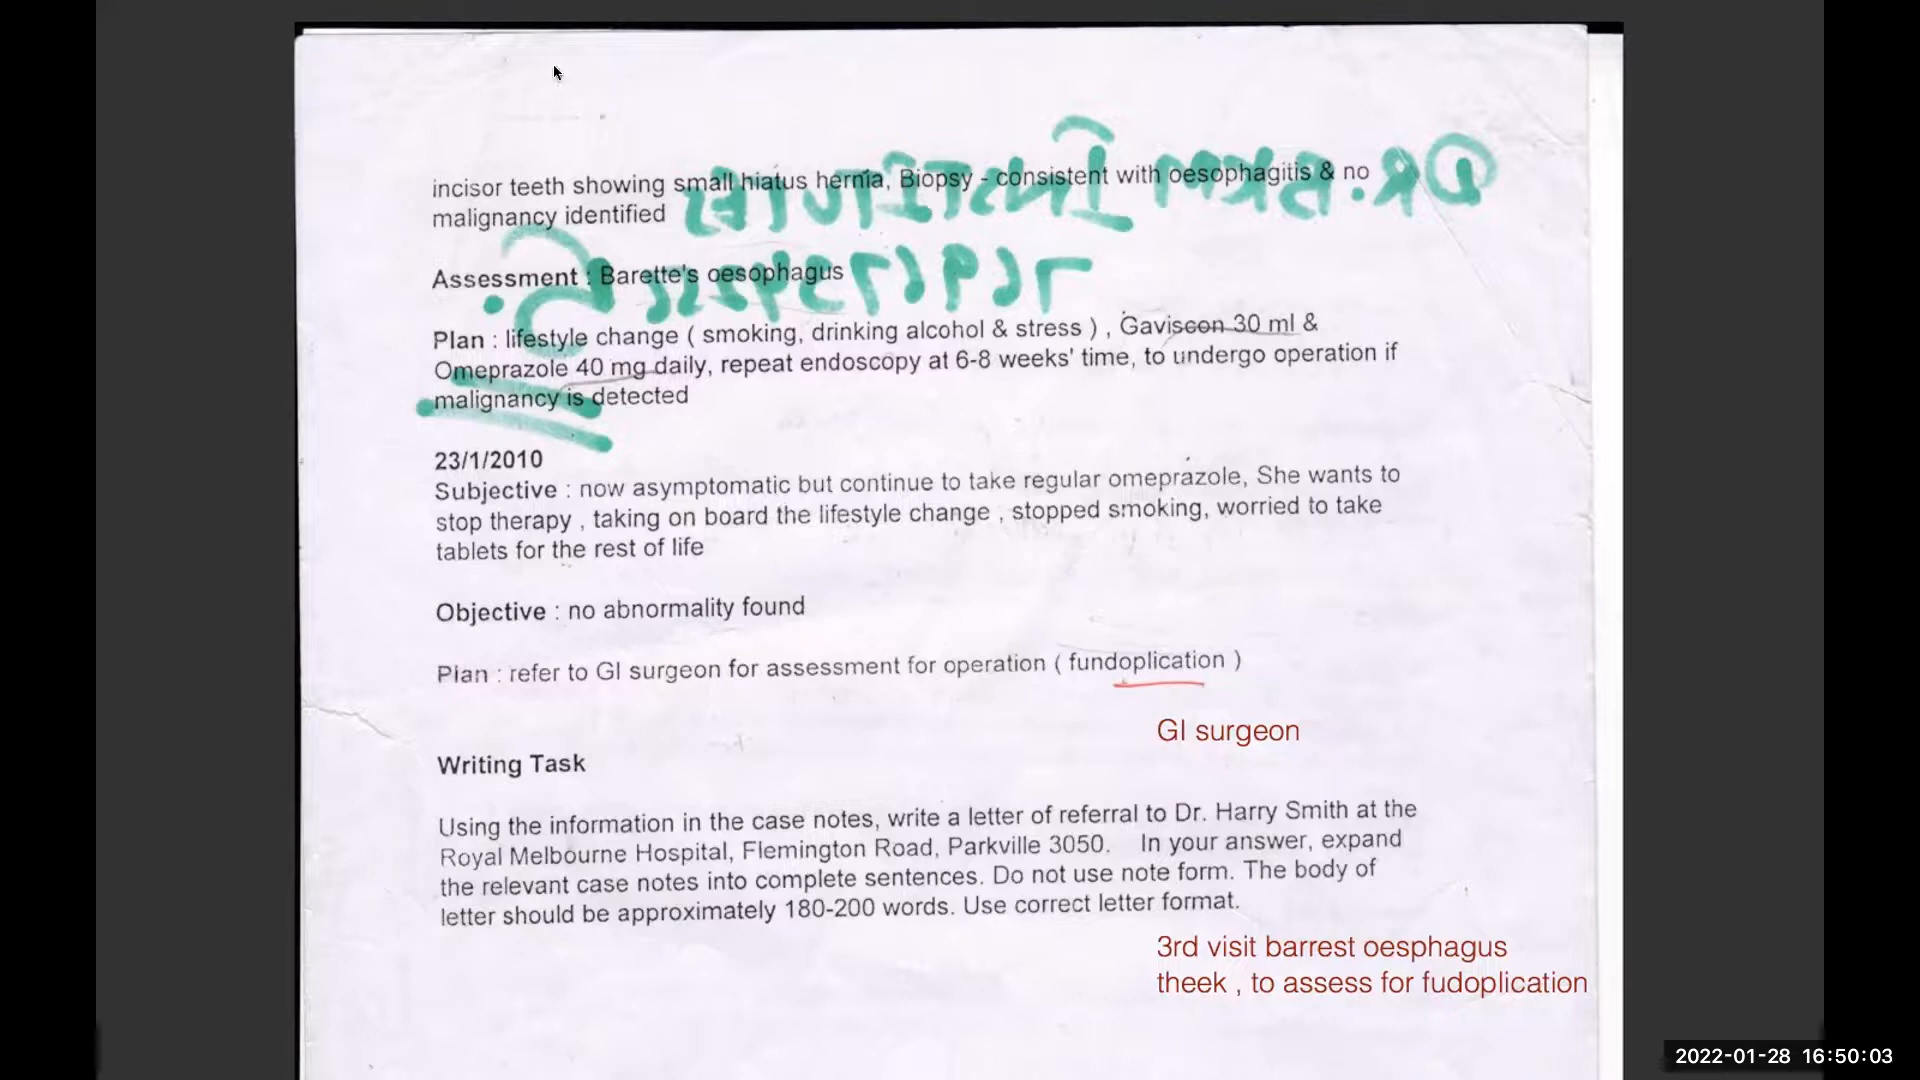 incisor teeth showing small hiatus hernia, Biopsy - consistent with oesophagitis & no
malignancy identified
Assessment : Barette's oesophagus
Plan : lifestyle change ( smoking, drinking alcohol & stress ) , Gaviscon 30 ml &
Omeprazole 40 mg daily, repeat endoscopy at 6-8 weeks' time, to undergo operation if
malignancy is detected
23/1/2010
Subjective : now asymptomatic but continue to take regular omeprazole, She wants to
stop therapy , taking on board the lifestyle change , stopped smoking, worried to take
tablets for the rest of life
Objective : no abnormality found
Plan : refer to GI surgeon for assessment for operation ( fundoplication )
GI surgeon
Writing Task
Using the information in the case notes, write a letter of referral to Dr. Harry Smith at the
Royal Melbourne Hospital, Flemington Road, Parkville 3050. In your answer, expand
the relevant case notes into complete sentences. Do not use note form. The body of
letter should be approximately 180-200 words. Use correct letter format.
3rd visit barrest oesphagus
theek , to assess for fudoplication
2022-01-28 16:50:03